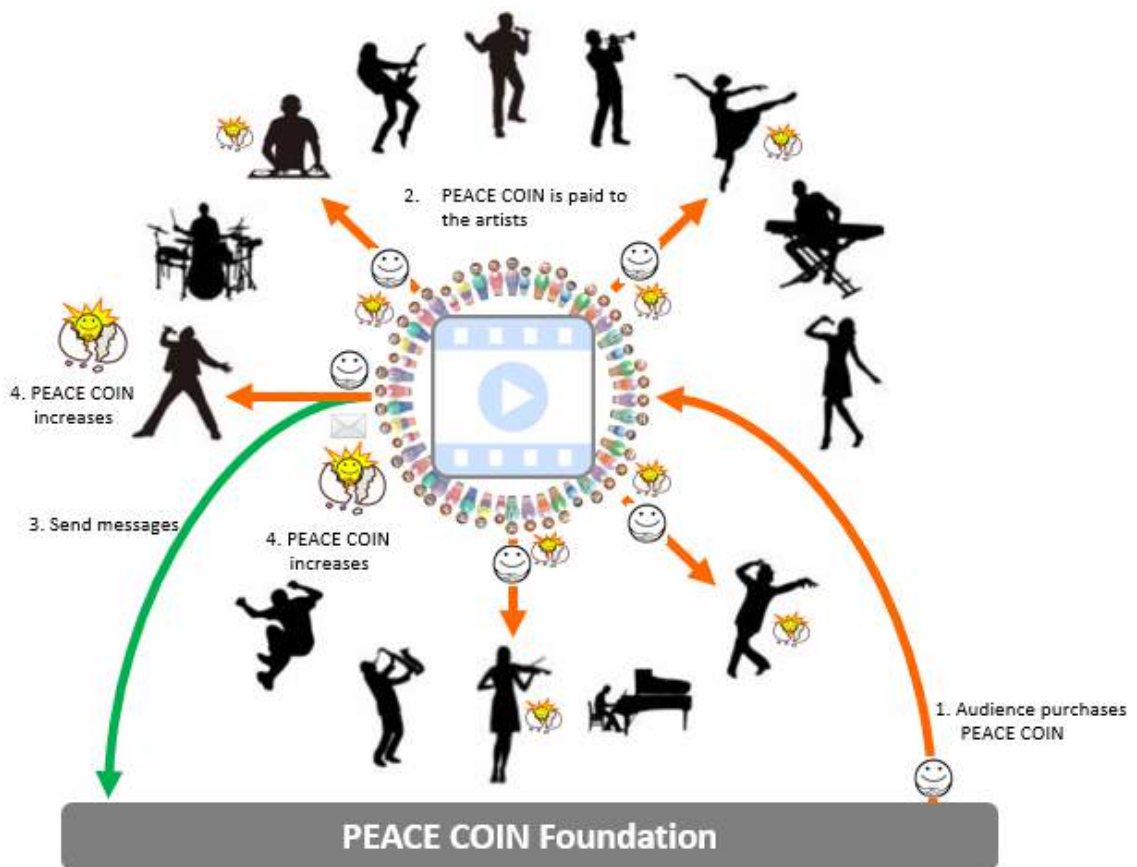 2. PEACE COIN is paid to
the artists
4. PEACE COIN
increases
3. Send messages
4. PEACE COIN
increases
1. Audience purchases
PEACE COIN
PEACE COIN Foundation